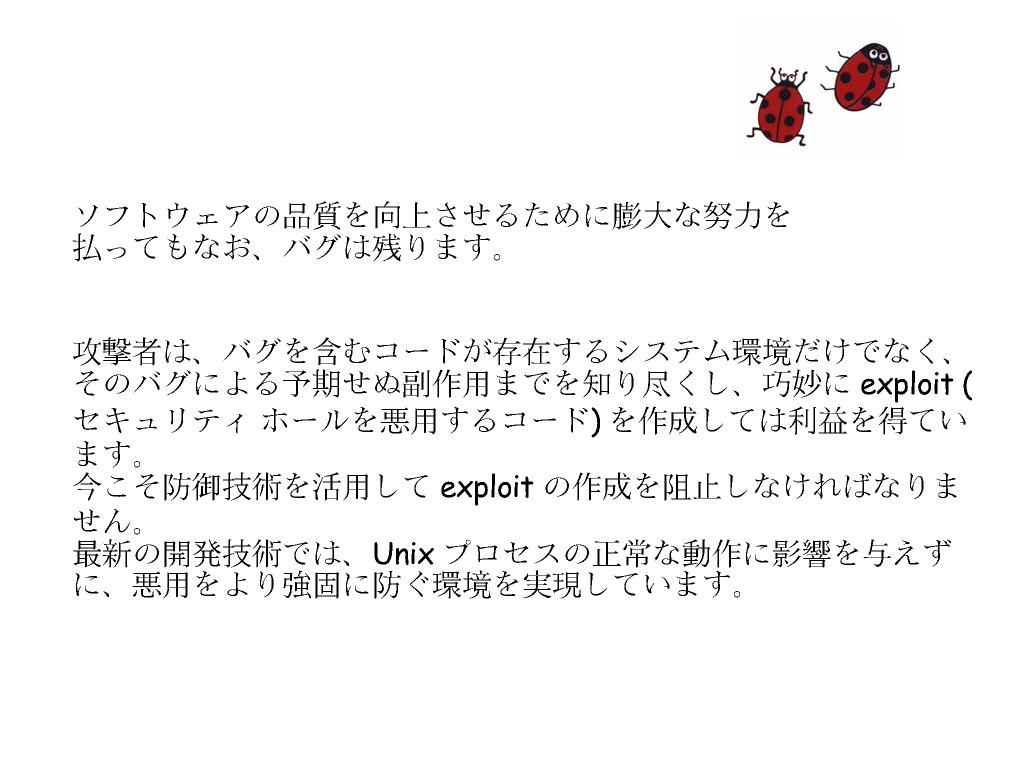 ソフトウェアの品質を向上させるために膨大な努力を
払ってもなお、バグは残ります。
攻撃者は、バグを含むコードが存在するシステム環境だけでなく、
そのバグによる予期せぬ副作用までを知り尽くし、巧妙に exploit (
セキュリティ ホールを悪用するコード) を作成しては利益を得てい
ます。
今こそ防御技術を活用して exploit の作成を阻止しなければなりま
せん。
最新の開発技術では、Unix プロセスの正常な動作に影響を与えず
に、悪用をより強固に防ぐ環境を実現しています。